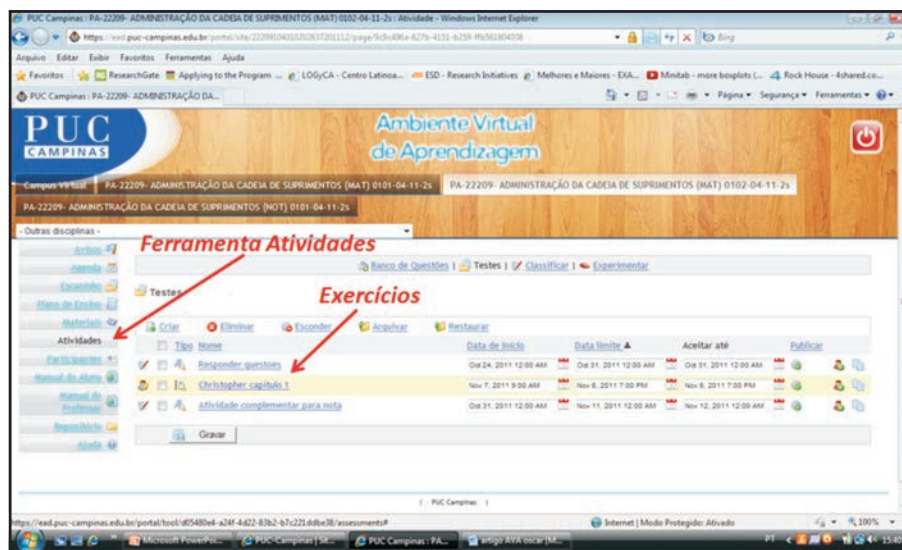 PUC Campinas : PA-22209- ADMINISTRAÇÃO DA CADEIA DE SUPRIMENTOS (MAT) 0102-04-11-2s : Atividade - Windows Internet Explorer
Bing
Arquivo Editar Exibir Favoritos Ferramentas Ajuda
Favoritos ResearchGate Applying to the Program ... LOGyCA - Centro Latinoa... ESD - Research Initiatives Melhores e Maiores - EXA... Minitab - more boxplots (... Rock House - 4shared.co...
PUC Campinas : PA-22209- ADMINISTRAÇÃO DA... Página Segurança Ferramentas
PUC
CAMPINAS
Ambiente Virtual
de Aprendizagem
Campus Virtual PA-22209- ADMINISTRAÇÃO DA CADEIA DE SUPRIMENTOS (MAT) 0101-04-11-2s PA-22209- ADMINISTRAÇÃO DA CADEIA DE SUPRIMENTOS (MAT) 0102-04-11-2s
PA-22209- ADMINISTRAÇÃO DA CADEIA DE SUPRIMENTOS (NOT) 0101-04-11-2s
- Outras disciplinas -
Ferramenta Atividades
Avisos
Agenda
Escaninho
Plano de Ensino
Materiais
Atividades
Participantes
Manual do Aluno
Manual do
Professor
Repositório
Ajuda
Banco de Questões | Testes | Classificar | Experimentar
Testes
Exercícios
Criar Eliminar Esconder Arquivar Restaurar
Tipo Nome Data de início Data limite Aceitar até Publicar
Responder questões Oct 24, 2011 12:00 AM Oct 31, 2011 12:00 AM Oct 31, 2011 12:00 AM
Christopher capítulo 1 Nov 7, 2011 9:00 AM Nov 8, 2011 7:00 PM Nov 8, 2011 7:00 PM
Atividade complementar para nota Oct 31, 2011 12:00 AM Nov 11, 2011 12:00 AM Nov 12, 2011 12:00 AM
Gravar
| PUC Campinas |
Internet | Modo Protegido: Ativado 100%
Microsoft PowerPoi... PUC-Campinas | Sit... PUC Campinas : PA... artigo AVA oscar [M... PT 15:40